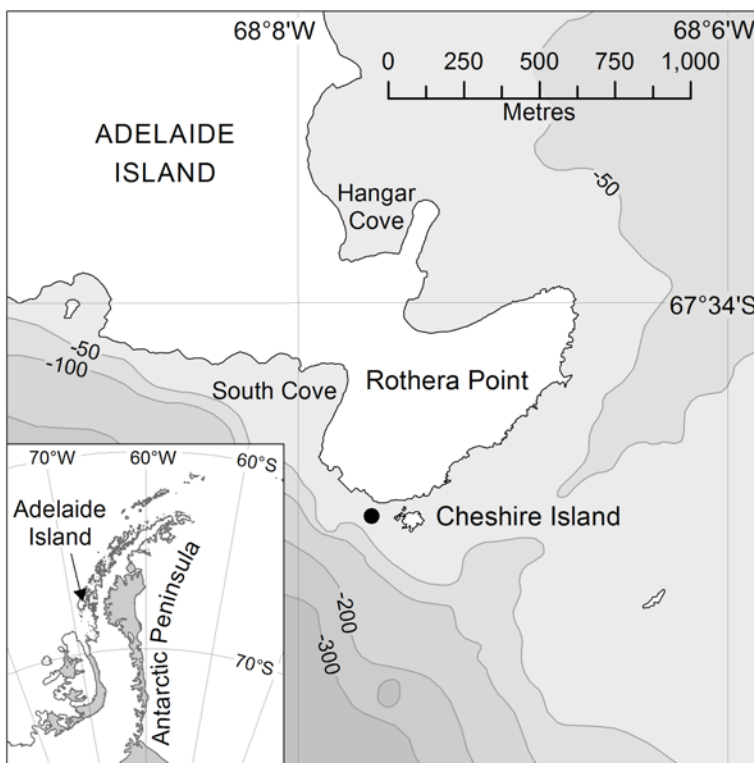 68°8'W
68°6'W
0 250 500 750 1,000
Metres
ADELAIDE
ISLAND
Hangar
Cove
-50
67°34'S
-50
-100
South Cove
Rothera Point
Cheshire Island
-200
-300
70°W
60°W
60°S
Adelaide
Island
Antarctic Peninsula
70°S